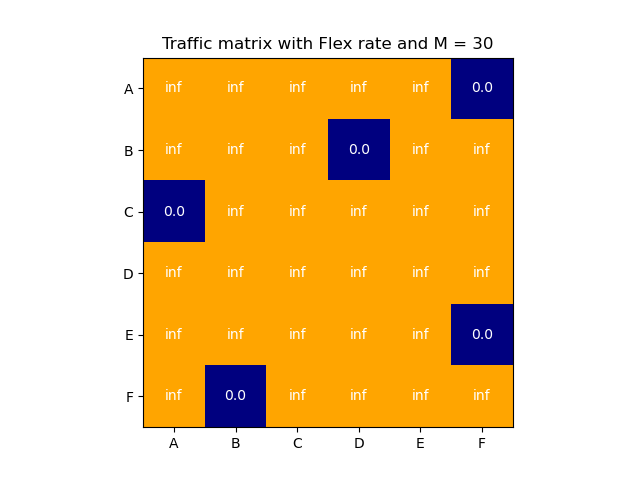 Traffic matrix with Flex rate and M = 30
A inf inf inf inf inf 0.0
B inf inf inf 0.0 inf inf
C 0.0 inf inf inf inf inf
D inf inf inf inf inf inf
E inf inf inf inf inf 0.0
F inf 0.0 inf inf inf inf
A B C D E F